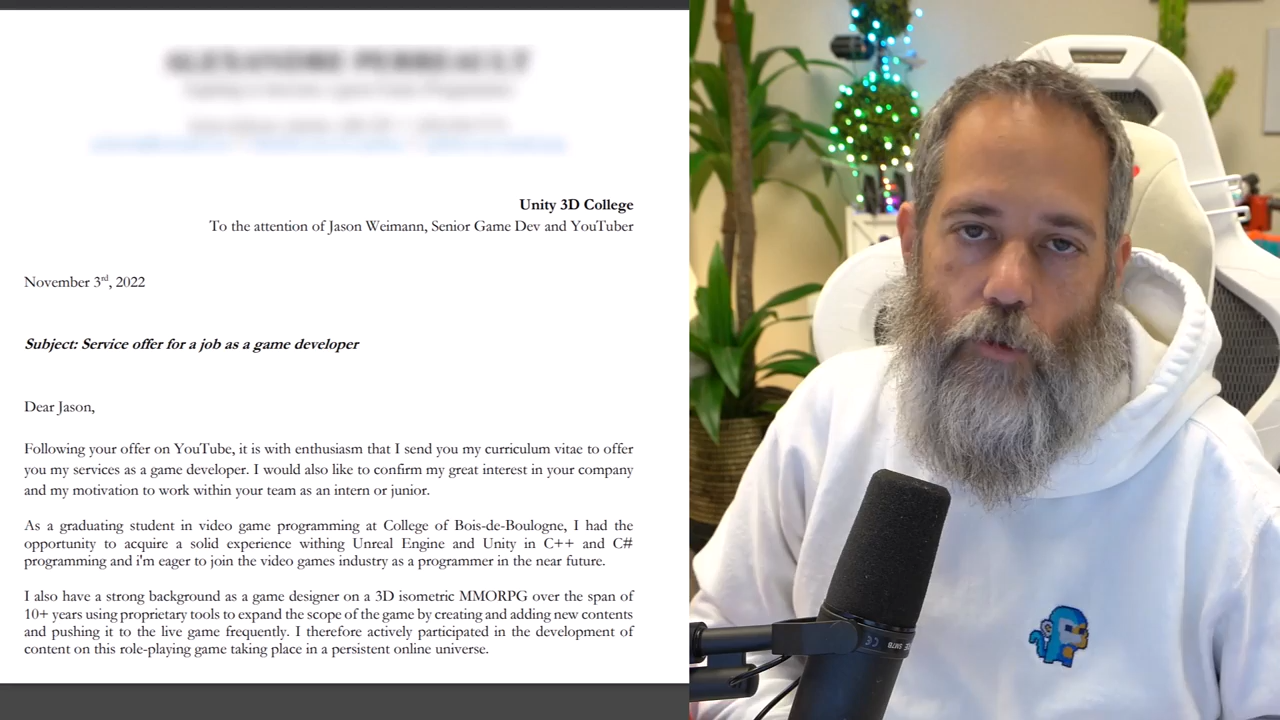 Unity 3D College
To the attention of Jason Weimann, Senior Game Dev and YouTuber
November 3rd, 2022
Subject: Service offer for a job as a game developer
Dear Jason,
Following your offer on YouTube, it is with enthusiasm that I send you my curriculum vitae to offer
you my services as a game developer. I would also like to confirm my great interest in your company
and my motivation to work within your team as an intern or junior.
As a graduating student in video game programming at College of Bois-de-Boulogne, I had the
opportunity to acquire a solid experience withing Unreal Engine and Unity in C++ and C#
programming and i'm eager to join the video games industry as a programmer in the near future.
I also have a strong background as a game designer on a 3D isometric MMORPG over the span of
10+ years using proprietary tools to expand the scope of the game by creating and adding new contents
and pushing it to the live game frequently. I therefore actively participated in the development of
content on this role-playing game taking place in a persistent online universe.
SM7B